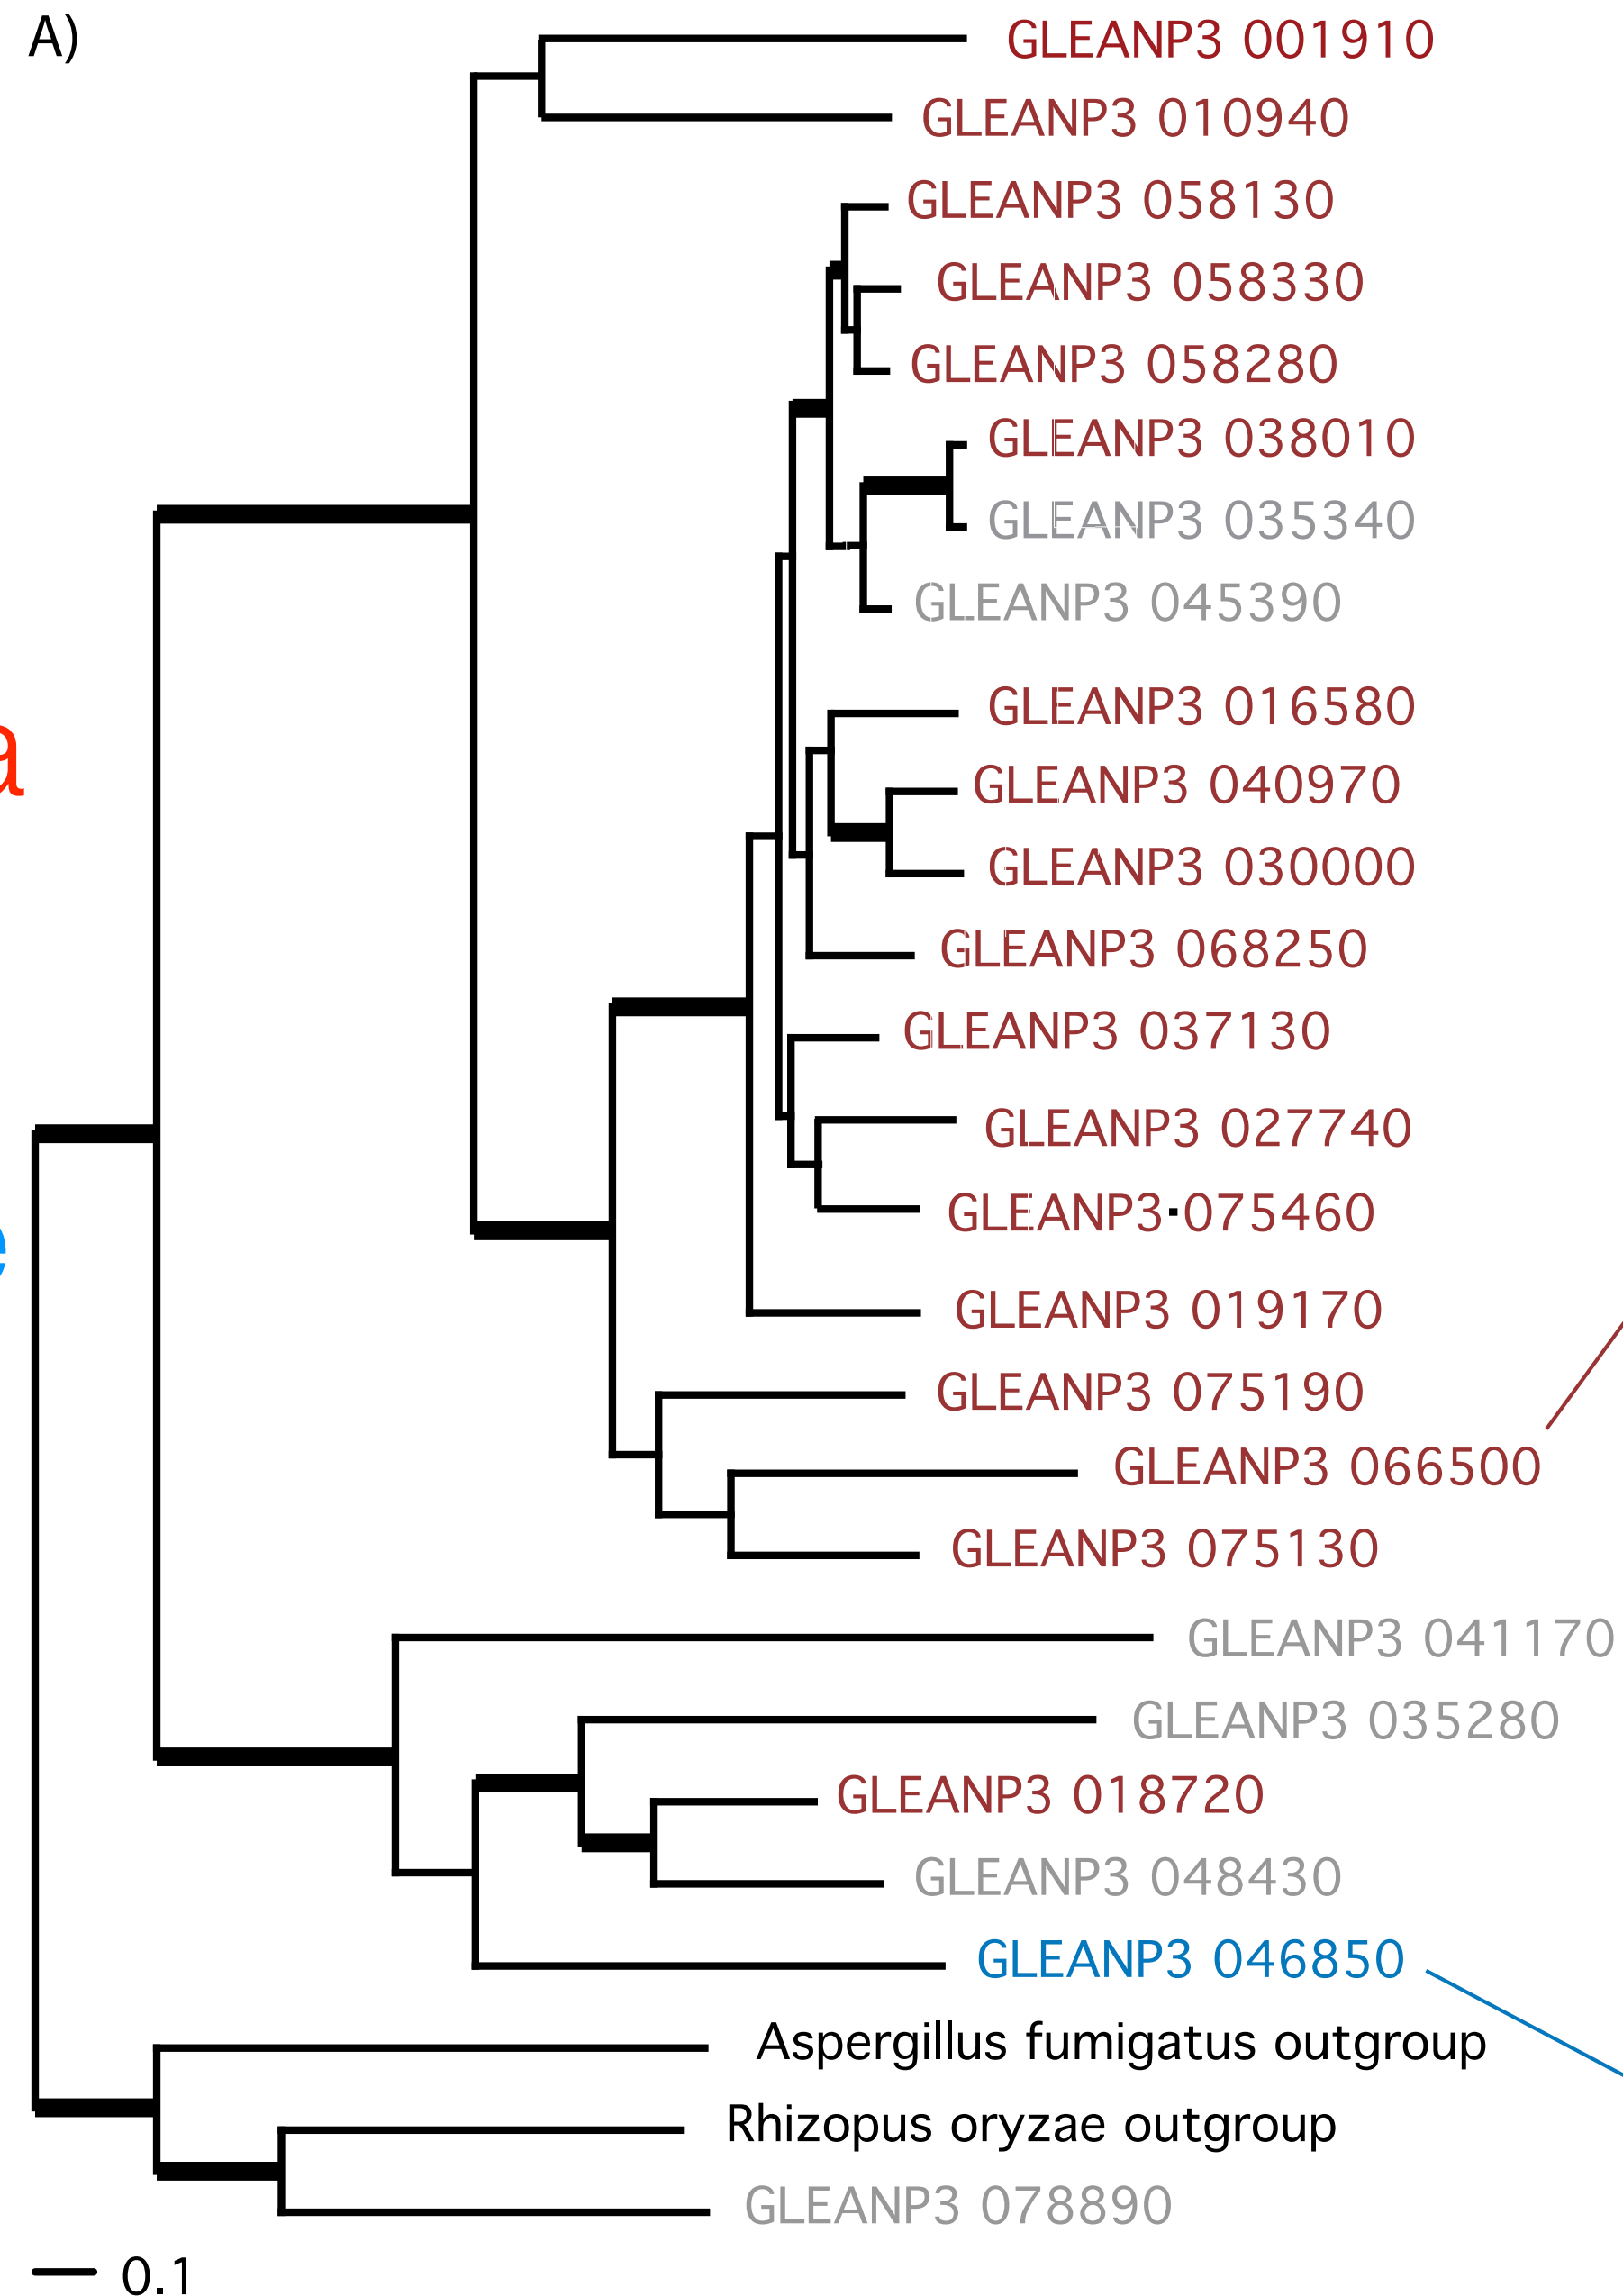 A)
GLEANP3 001910
GLEANP3 010940
GLEANP3 058130
GLEANP3 058330
GLEANP3 058280
GLEANP3 038010
GLEANP3 035340
GLEANP3 045390
GLEANP3 016580
a
GLEANP3 040970
GLEANP3 030000
GLEANP3 068250
GLEANP3 037130
GLEANP3 027740
GLEANP3·075460
e
GLEANP3 019170
GLEANP3 075190
GLEANP3 066500
GLEANP3 075130
GLEANP3 041170
GLEANP3 035280
GLEANP3 018720
GLEANP3 048430
GLEANP3 046850
Aspergillus fumigatus outgroup
Rhizopus oryzae outgroup
GLEANP3 078890
0.1